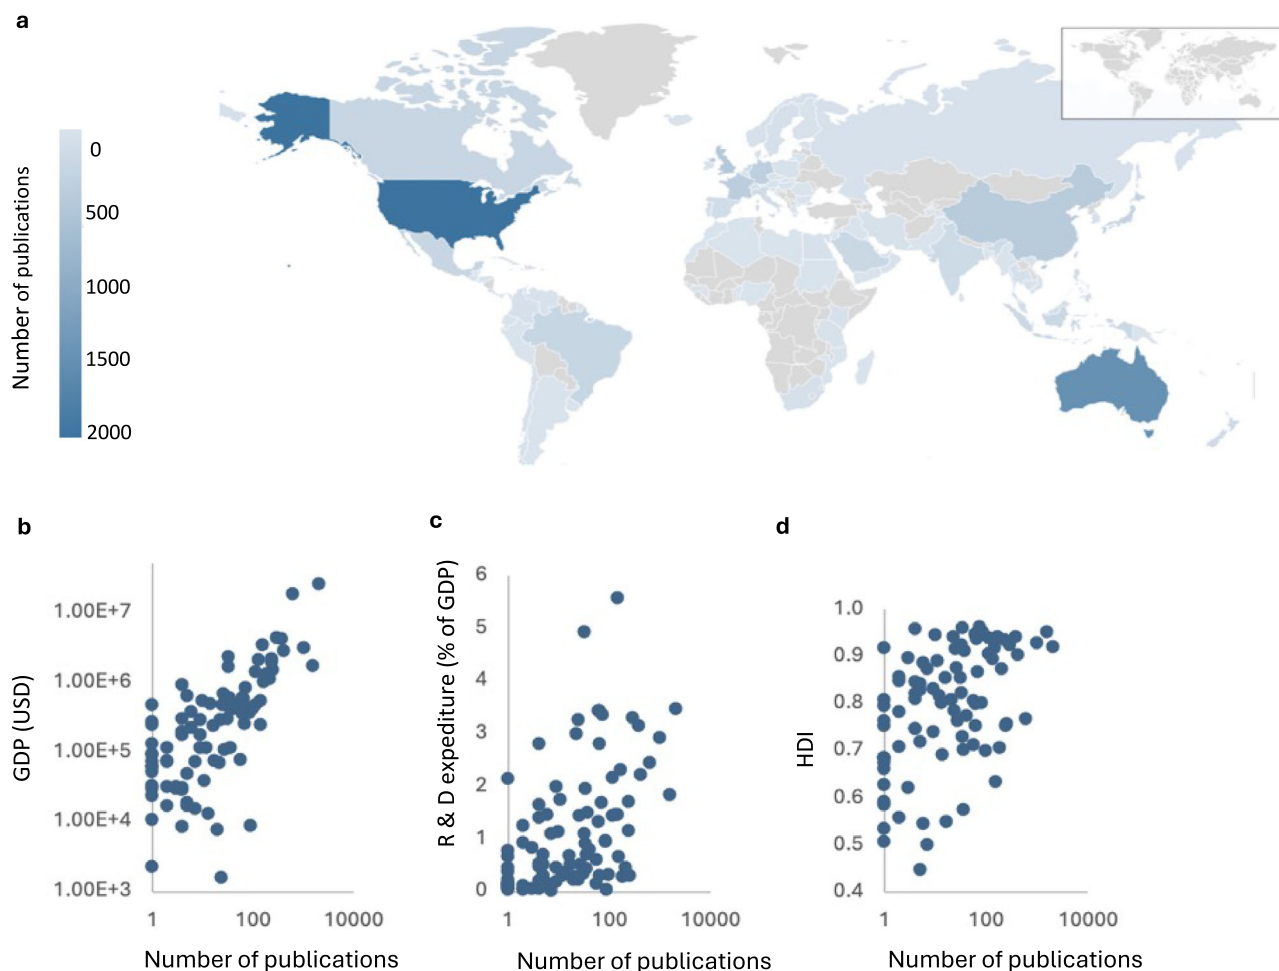 a
Number of publications
0
500
1000
1500
2000
b
GDP (USD)
1.00E+7
1.00E+6
1.00E+5
1.00E+4
1.00E+3
1 100 10000
Number of publications
c
R & D expediture (% of GDP)
6
5
4
3
2
1
0
1 100 10000
Number of publications
d
HDI
1.0
0.9
0.8
0.7
0.6
0.5
0.4
1 100 10000
Number of publications